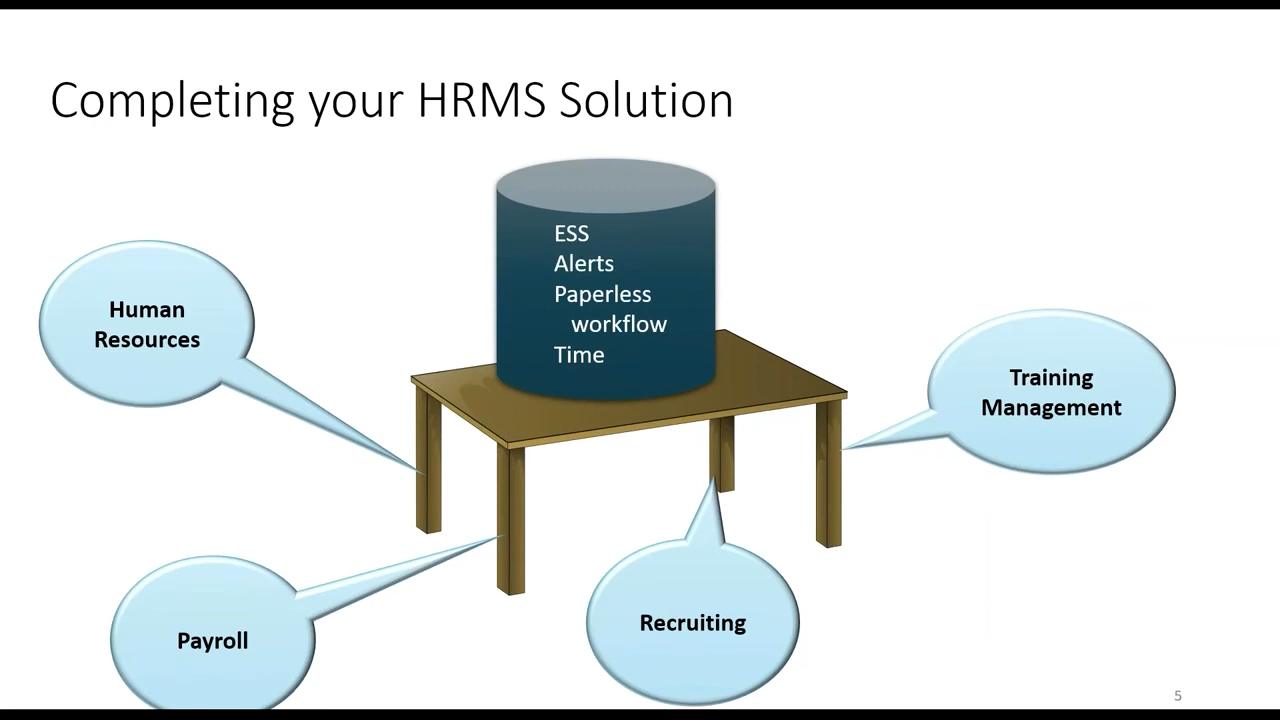 Completing your HRMS Solution
ESS
Alerts
Paperless
workflow
Time
Human
Resources
Training
Management
Payroll
Recruiting
5